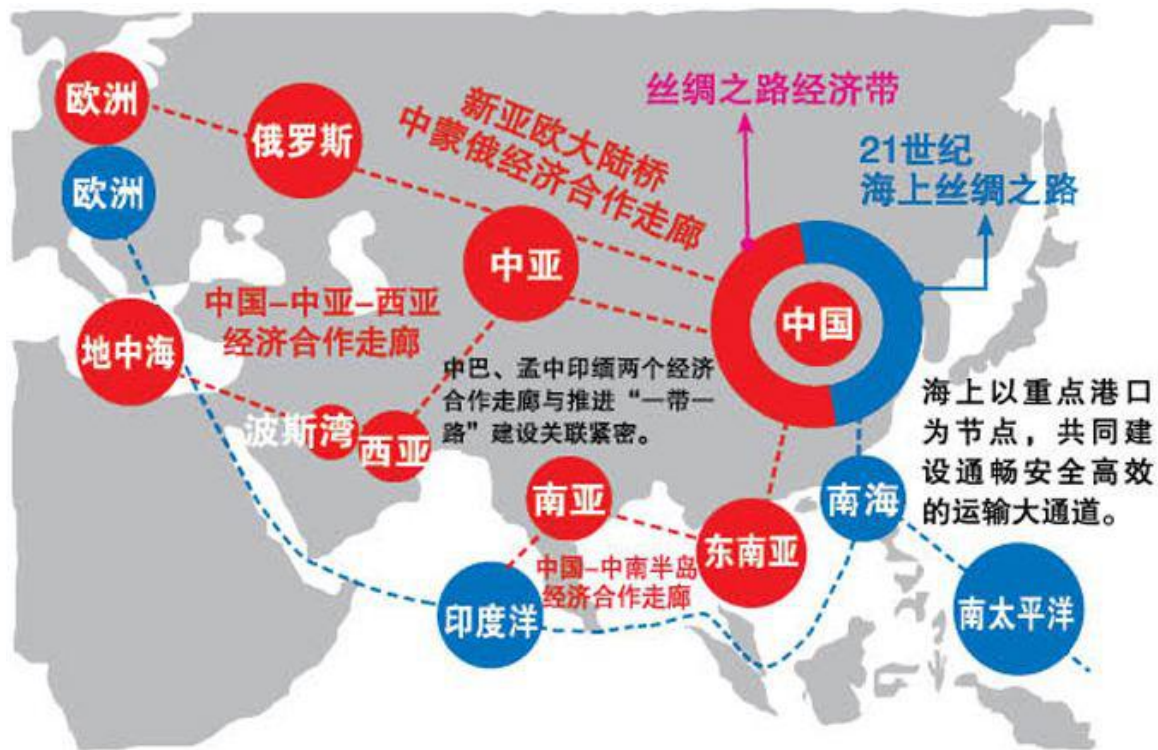 丝绸之路经济带
欧洲
俄罗斯
新亚欧大陆桥
中蒙俄经济合作走廊
21世纪
海上丝绸之路
欧洲
中亚
中国
中国–中亚–西亚
经济合作走廊
地中海
中巴、孟中印缅两个经济
合作走廊与推进“一带一
路”建设关联紧密。
海上以重点港口
为节点，共同建
设通畅安全高效
的运输大通道。
波斯湾
西亚
南亚
南海
东南亚
中国–中南半岛
经济合作走廊
印度洋
南太平洋